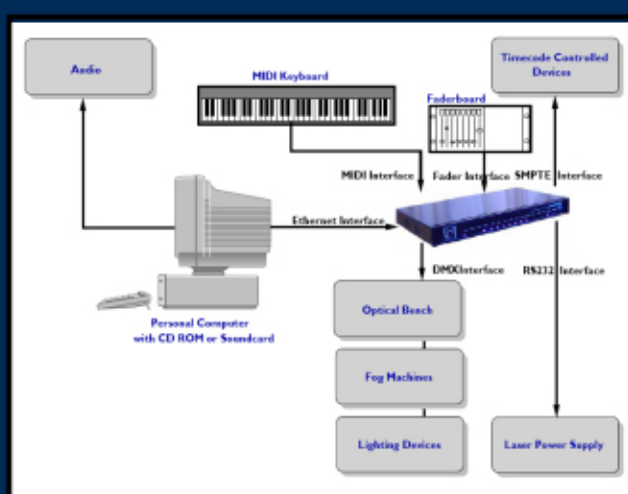 Audio
MIDI Keyboard
Timecode Controlled
Devices
Faderboard
MIDI Interface
Fader Interface
SMPTE Interface
Ethernet Interface
DMXInterface
RS232 Interface
Personal Computer
with CD ROM or Soundcard
Optical Bench
Fog Machines
Lighting Devices
Laser Power Supply